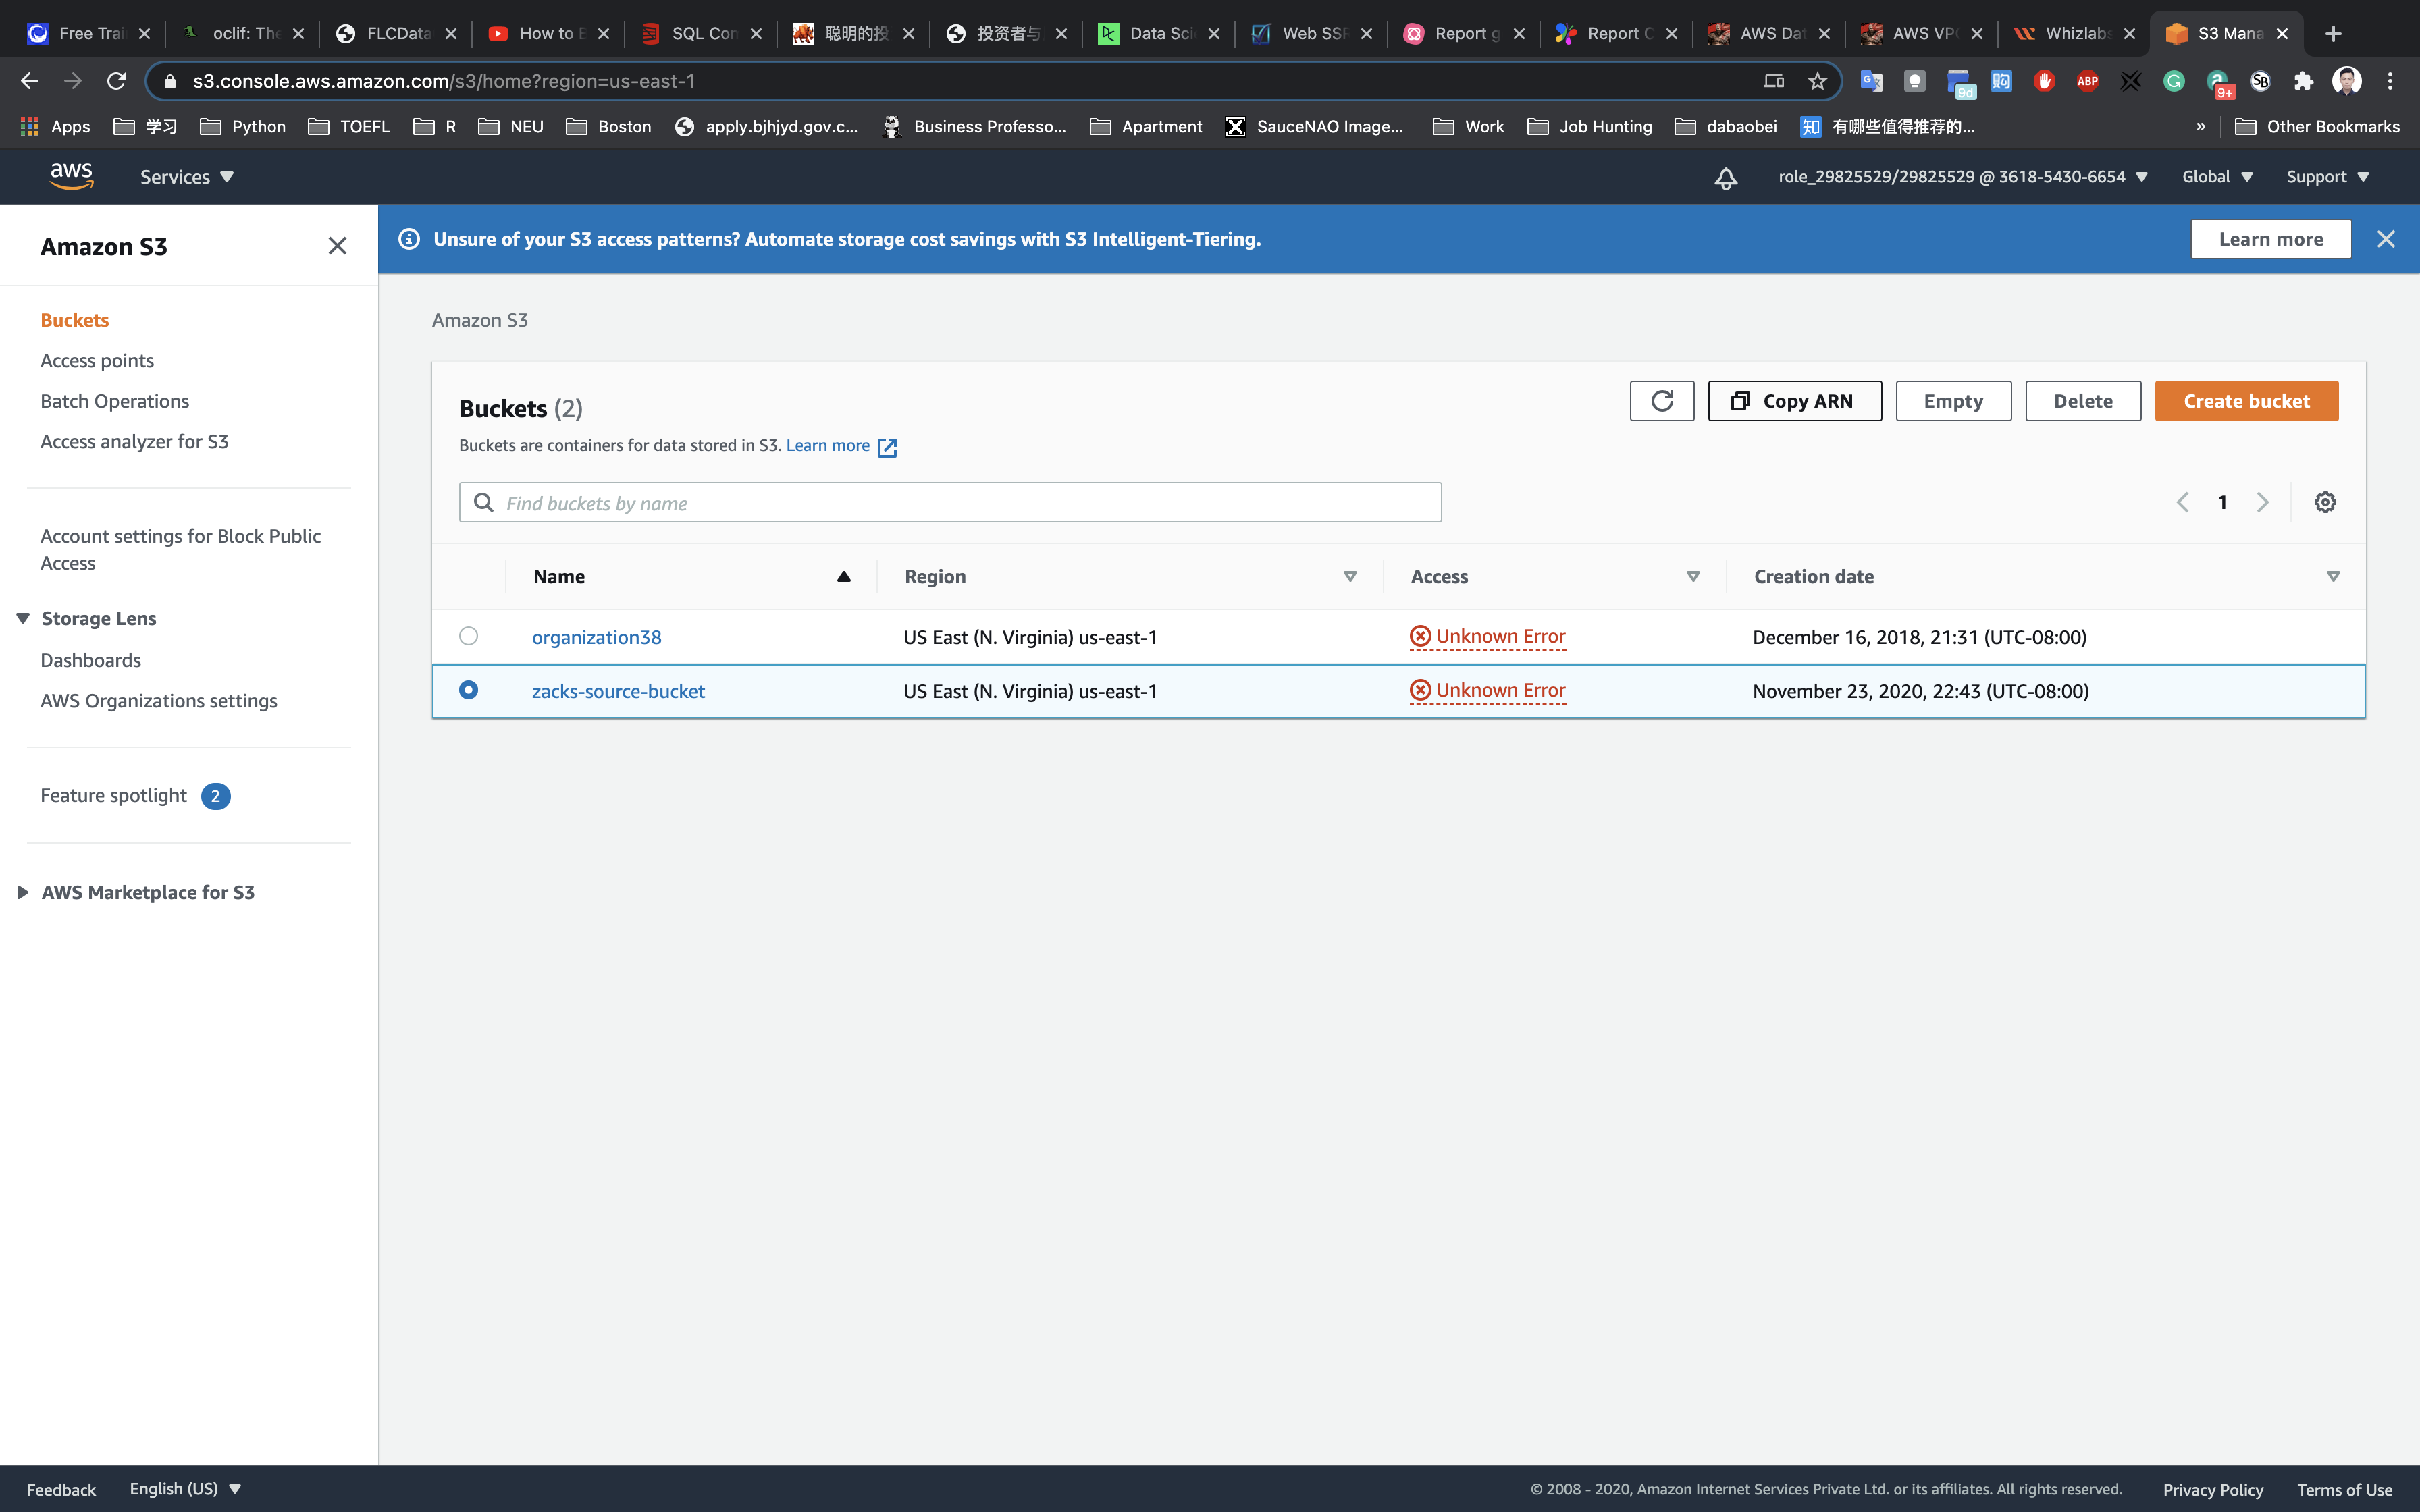 Free Trai oclif: The FLCData How to SQL Con 聪明的投 投资者与 Data Sci Web SSR Report g Report C AWS Dat AWS VPC Whizlabs S3 Mana
s3.console.aws.amazon.com/s3/home?region=us-east-1
9d ABP 9+ SB
Apps 学习 Python TOEFL R NEU Boston apply.bjhjyd.gov.c... Business Professo... Apartment SauceNAO Image... Work Job Hunting dabaobei 知 有哪些值得推荐的... » Other Bookmarks
aws Services role_29825529/29825529 @ 3618-5430-6654 Global Support
Amazon S3
Unsure of your S3 access patterns? Automate storage cost savings with S3 Intelligent-Tiering. Learn more
Buckets
Access points
Batch Operations
Access analyzer for S3
Account settings for Block Public
Access
Storage Lens
Dashboards
AWS Organizations settings
Feature spotlight 2
AWS Marketplace for S3
Amazon S3
Buckets (2) Copy ARN Empty Delete Create bucket
Buckets are containers for data stored in S3. Learn more
Find buckets by name 1
Name Region Access Creation date
organization38 US East (N. Virginia) us-east-1 Unknown Error December 16, 2018, 21:31 (UTC-08:00)
zacks-source-bucket US East (N. Virginia) us-east-1 Unknown Error November 23, 2020, 22:43 (UTC-08:00)
Feedback English (US) © 2008 - 2020, Amazon Internet Services Private Ltd. or its affiliates. All rights reserved. Privacy Policy Terms of Use